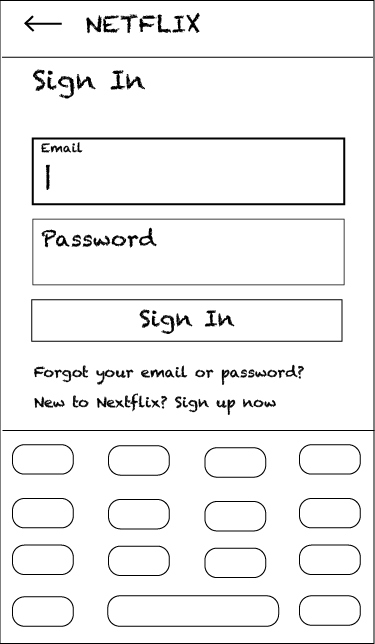 NETFLIX
Sign In
Email
Password
Sign In
Forgot your email or password?
New to Nextflix? Sign up now